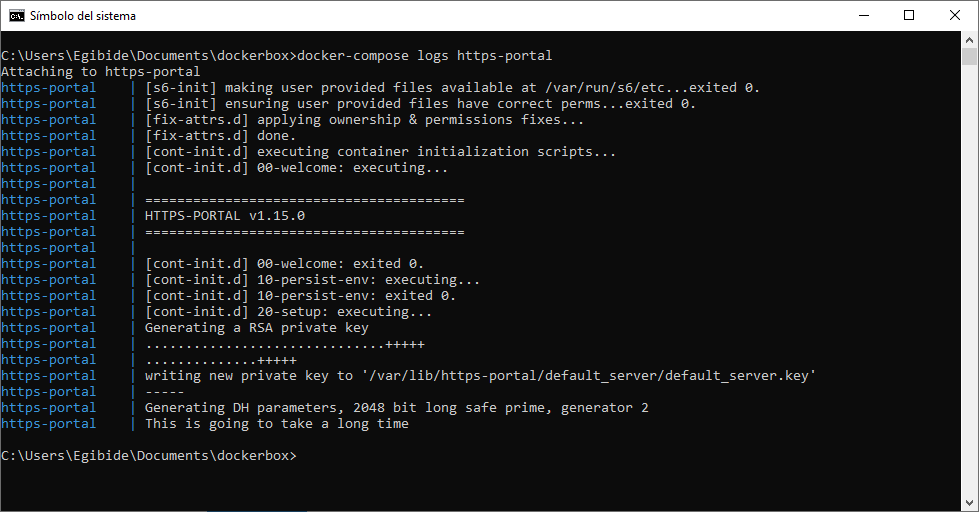 Símbolo del sistema
C:\Users\Egibide\Documents\dockerbox>docker-compose logs https-portal
Attaching to https-portal
https-portal    | [s6-init] making user provided files available at /var/run/s6/etc...exited 0.
https-portal    | [s6-init] ensuring user provided files have correct perms...exited 0.
https-portal    | [fix-attrs.d] applying ownership & permissions fixes...
https-portal    | [fix-attrs.d] done.
https-portal    | [cont-init.d] executing container initialization scripts...
https-portal    | [cont-init.d] 00-welcome: executing...
https-portal    |
https-portal    | ========================================
https-portal    | HTTPS-PORTAL v1.15.0
https-portal    | ========================================
https-portal    |
https-portal    | [cont-init.d] 00-welcome: exited 0.
https-portal    | [cont-init.d] 10-persist-env: executing...
https-portal    | [cont-init.d] 10-persist-env: exited 0.
https-portal    | [cont-init.d] 20-setup: executing...
https-portal    | Generating a RSA private key
https-portal    | ..............................+++++
https-portal    | ..............+++++
https-portal    | writing new private key to '/var/lib/https-portal/default_server/default_server.key'
https-portal    | -----
https-portal    | Generating DH parameters, 2048 bit long safe prime, generator 2
https-portal    | This is going to take a long time
C:\Users\Egibide\Documents\dockerbox>